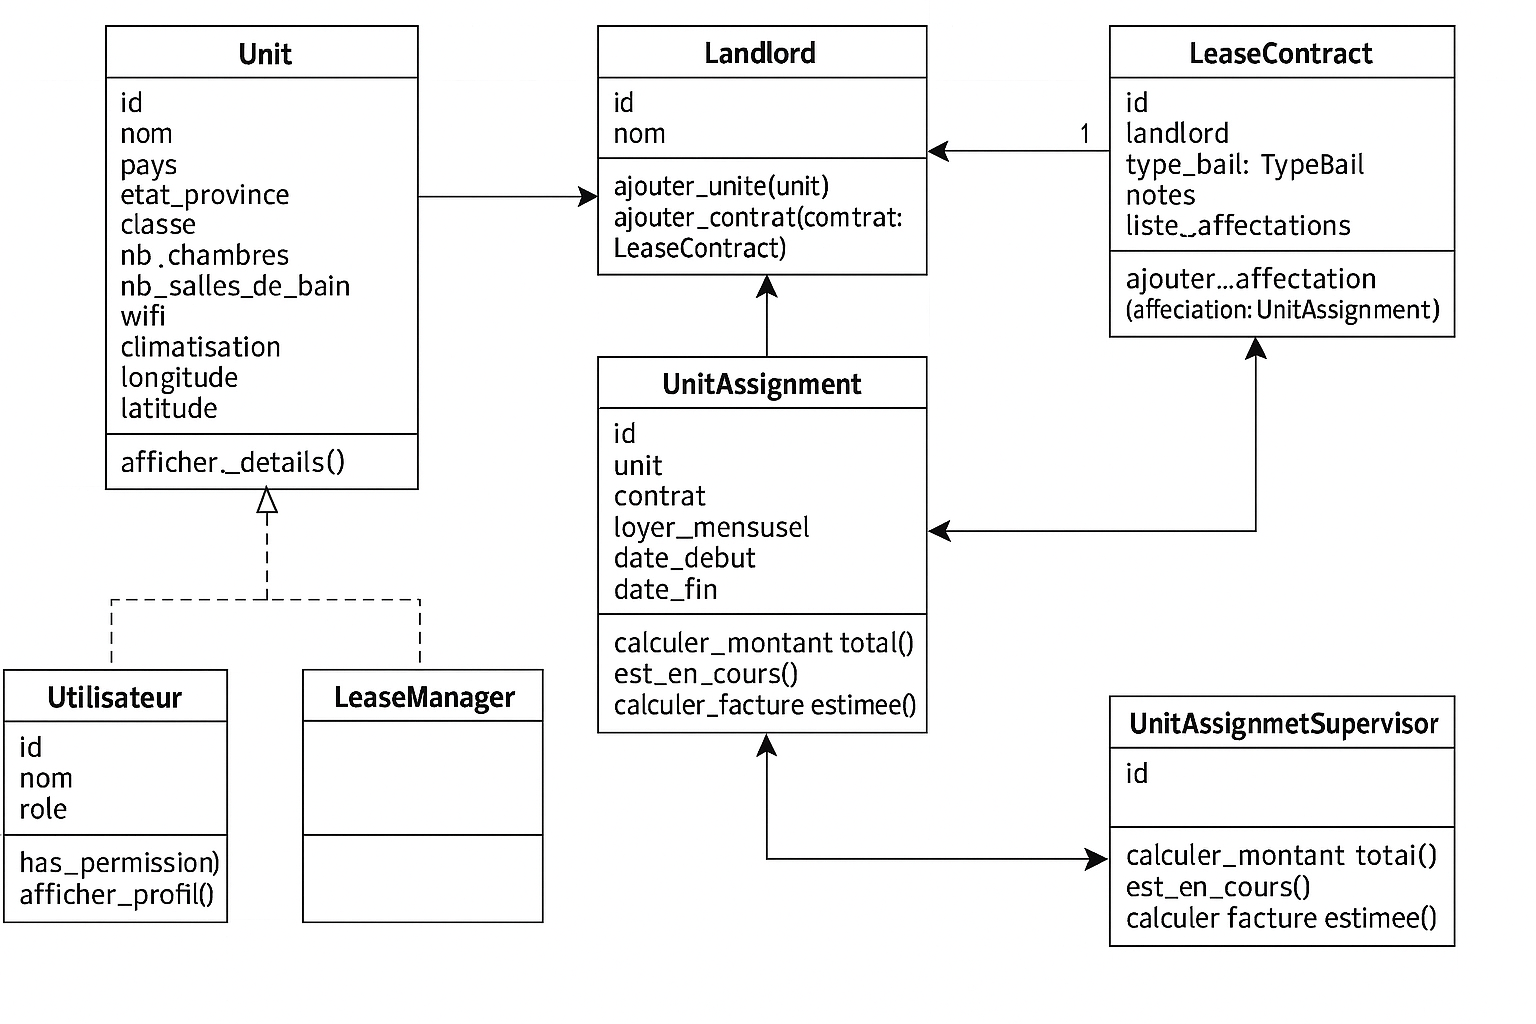 Unit
id
nom
pays
etat_province
classe
nb.chambres
nb_salles_de_bain
wifi
climatisation
longitude
latitude
afficher._details()
Landlord
id
nom
ajouter_unite(unit)
ajouter_contrat(comtrat:
LeaseContract)
1
LeaseContract
id
landlord
type_bail: TypeBail
notes
liste_affectations
ajouter...affectation
(affeciation: UnitAssignment)
UnitAssignment
id
unit
contrat
loyer_mensusel
date_debut
date_fin
calculer_montant total()
est_en_cours()
calculer_facture estimee()
Utilisateur
id
nom
role
has_permission)
afficher_profil()
LeaseManager
UnitAssignmetSupervisor
id
calculer_montant totai()
est_en_cours()
calculer facture estimee()